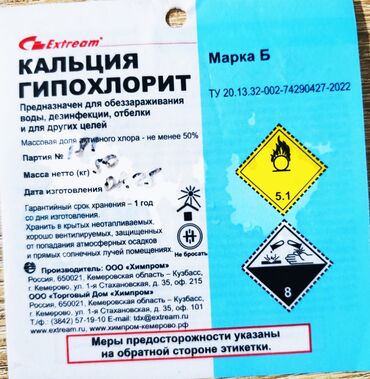 Extream®
КАЛЬЦИЯ
ГИПОХЛОРИТ
Марка Б
ТУ 20.13.32-002-74290427-2022
Предназначен для обеззараживания
воды, дезинфекции, отбелки
и для других целей
Массовая доля активного хлора - не менее 50%
Партия №
Масса нетто (кг)
Дата изготовления
Гарантийный срок хранения – 1 год
со дня изготовления.
Хранить в крытых неотапливаемых,
хорошо вентилируемых, защищенных
от попадания атмосферных осадков
и прямых солнечных лучей помещениях.
Не бросать
5.1
8
Производитель: ООО «Химпром»
Россия, 650021, Кемеровская область – Кузбасс,
г. Кемерово, ул. 1-я Стахановская, д. 35, оф. 215
ООО «Торговый Дом «Химпром»
Россия, 650021, Кемеровская область – Кузбасс,
г. Кемерово, ул. 1-я Стахановская, д. 35, оф. 101
Т./ф. (3842) 57-19-10 E-mail: tdx@extream.ru
www.extream.ru, www.химпром-кемерово.рф
Меры предосторожности указаны
на обратной стороне этикетки.